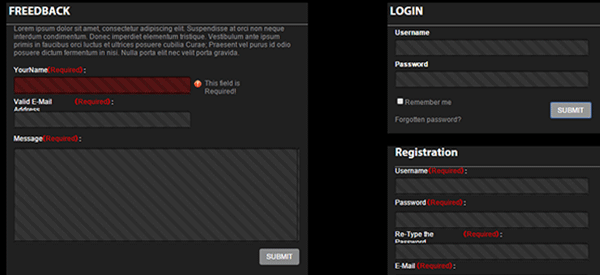 FREEDBACK
Lorem ipsum dolor sit amet, consectetur adipiscing elit. Suspendisse at orci non neque
interdum condimentum. Donec imperdiet elementum tristique. Vestibulum ante ipsum
primis in faucibus orci luctus et ultrices posuere cubilia Curae; Praesent vel purus id odio
posuere dictum fermentum in nisi. Nulla porta elit nec velit porta gravida.
YourName(Required) :
This field is
Required!
Valid E-Mail (Required) :
Address
Message(Required) :
SUBMIT
LOGIN
Username
Password
Remember me
SUBMIT
Forgotten password?
Registration
Username (Required) :
Password (Required) :
Re-Type the (Required) :
Password
E-Mail (Required) :